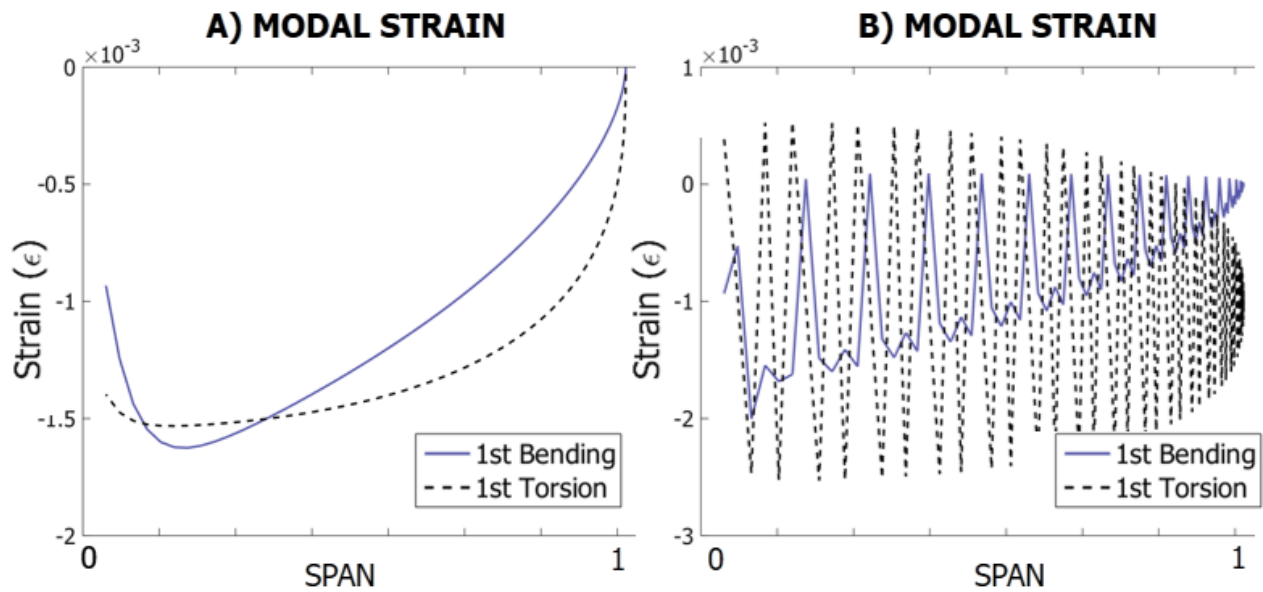 A) MODAL STRAIN
×10⁻³
0
-0.5
-1
-1.5
-2
Strain (ϵ)
1st Bending
1st Torsion
0
1
SPAN
B) MODAL STRAIN
×10⁻³
1
0
-1
-2
-3
Strain (ϵ)
1st Bending
1st Torsion
0
1
SPAN